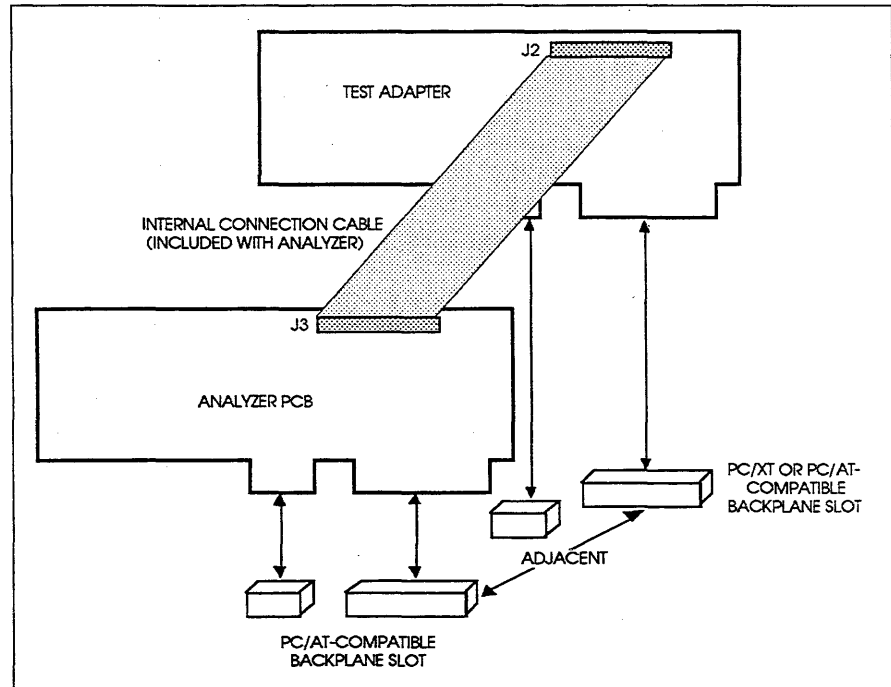 J2
TEST ADAPTER
INTERNAL CONNECTION CABLE
(INCLUDED WITH ANALYZER)
J3
ANALYZER PCB
PC/XT OR PC/AT-
COMPATIBLE
BACKPLANE SLOT
ADJACENT
PC/AT-COMPATIBLE
BACKPLANE SLOT